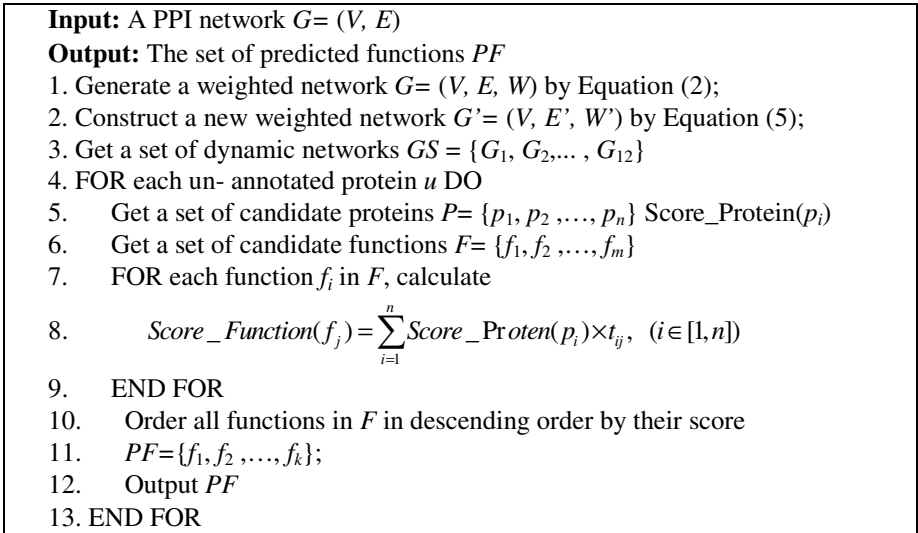 Input: A PPI network G= (V, E)
Output: The set of predicted functions PF
1. Generate a weighted network G= (V, E, W) by Equation (2);
2. Construct a new weighted network G’= (V, E', W’) by Equation (5);
3. Get a set of dynamic networks GS = {G₁, G₂,... , G₁₂}
4. FOR each un- annotated protein u DO
5. Get a set of candidate proteins P= {p₁, p₂ ,…, pₙ} Score_Protein(pᵢ)
6. Get a set of candidate functions F= {f₁, f₂ ,…, fₘ}
7. FOR each function fᵢ in F, calculate
8. Score _ Function(fⱼ) = ∑ⁿᵢ₌₁ Score _ Proten(pᵢ)×tᵢⱼ, (i∈[1,n])
9. END FOR
10. Order all functions in F in descending order by their score
11. PF={f₁, f₂ ,…, fₖ};
12. Output PF
13. END FOR